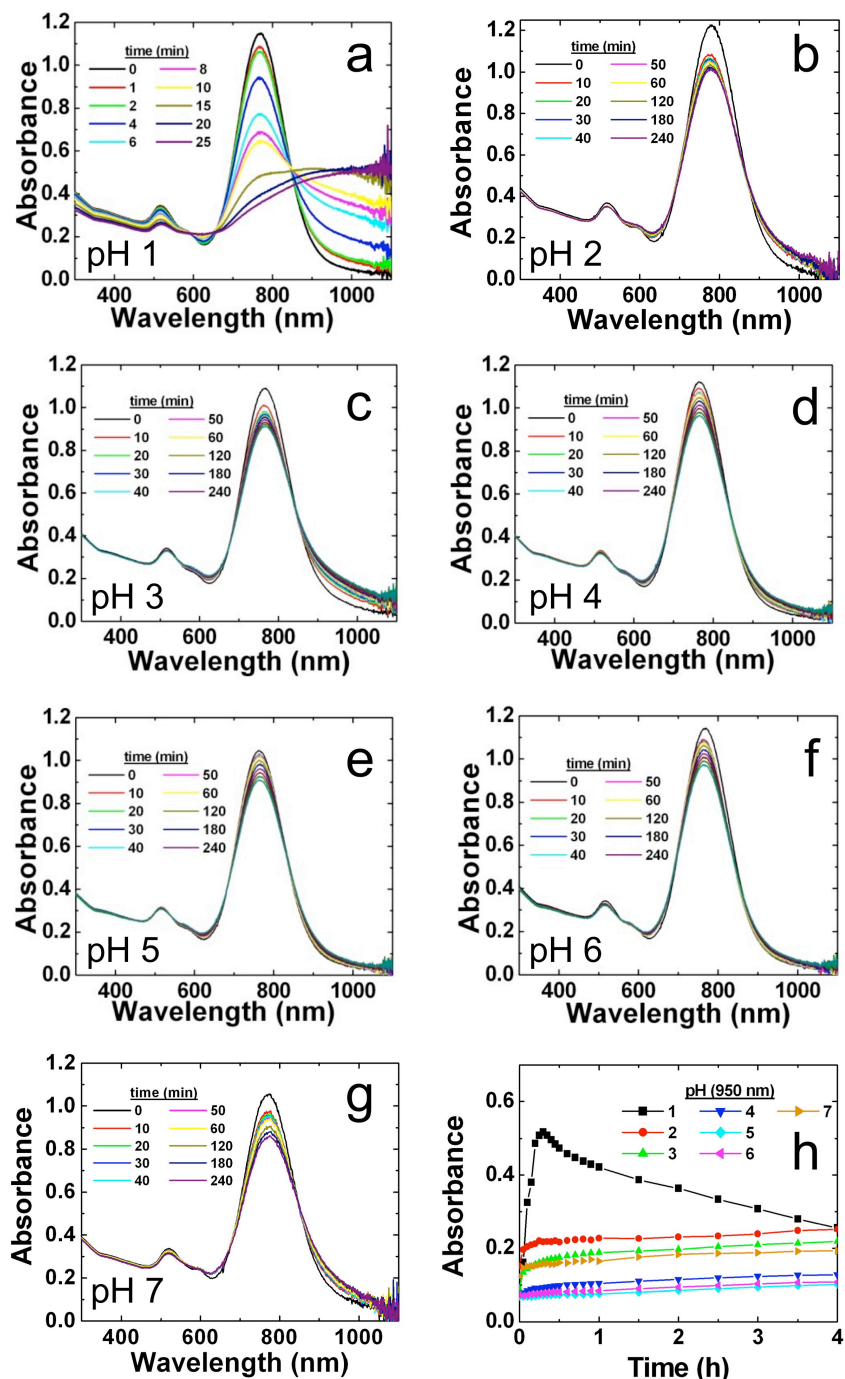 a
time (min)
0 8
1 10
2 15
4 20
6 25
pH 1
Absorbance
0.0 0.2 0.4 0.6 0.8 1.0 1.2
400 600 800 1000
Wavelength (nm)
b
time (min)
0 50
10 60
20 120
30 180
40 240
pH 2
Absorbance
0.0 0.2 0.4 0.6 0.8 1.0 1.2
400 600 800 1000
Wavelength (nm)
c
time (min)
0 50
10 60
20 120
30 180
40 240
pH 3
Absorbance
0.0 0.2 0.4 0.6 0.8 1.0 1.2
400 600 800 1000
Wavelength (nm)
d
time (min)
0 50
10 60
20 120
30 180
40 240
pH 4
Absorbance
0.0 0.2 0.4 0.6 0.8 1.0 1.2
400 600 800 1000
Wavelength (nm)
e
time (min)
0 50
10 60
20 120
30 180
40 240
pH 5
Absorbance
0.0 0.2 0.4 0.6 0.8 1.0 1.2
400 600 800 1000
Wavelength (nm)
f
time (min)
0 50
10 60
20 120
30 180
40 240
pH 6
Absorbance
0.0 0.2 0.4 0.6 0.8 1.0 1.2
400 600 800 1000
Wavelength (nm)
g
time (min)
0 50
10 60
20 120
30 180
40 240
pH 7
Absorbance
0.0 0.2 0.4 0.6 0.8 1.0 1.2
400 600 800 1000
Wavelength (nm)
pH (950 nm)
1 4 7
2 5
3 6
h
Absorbance
0.0 0.2 0.4 0.6
0 1 2 3 4
Time (h)